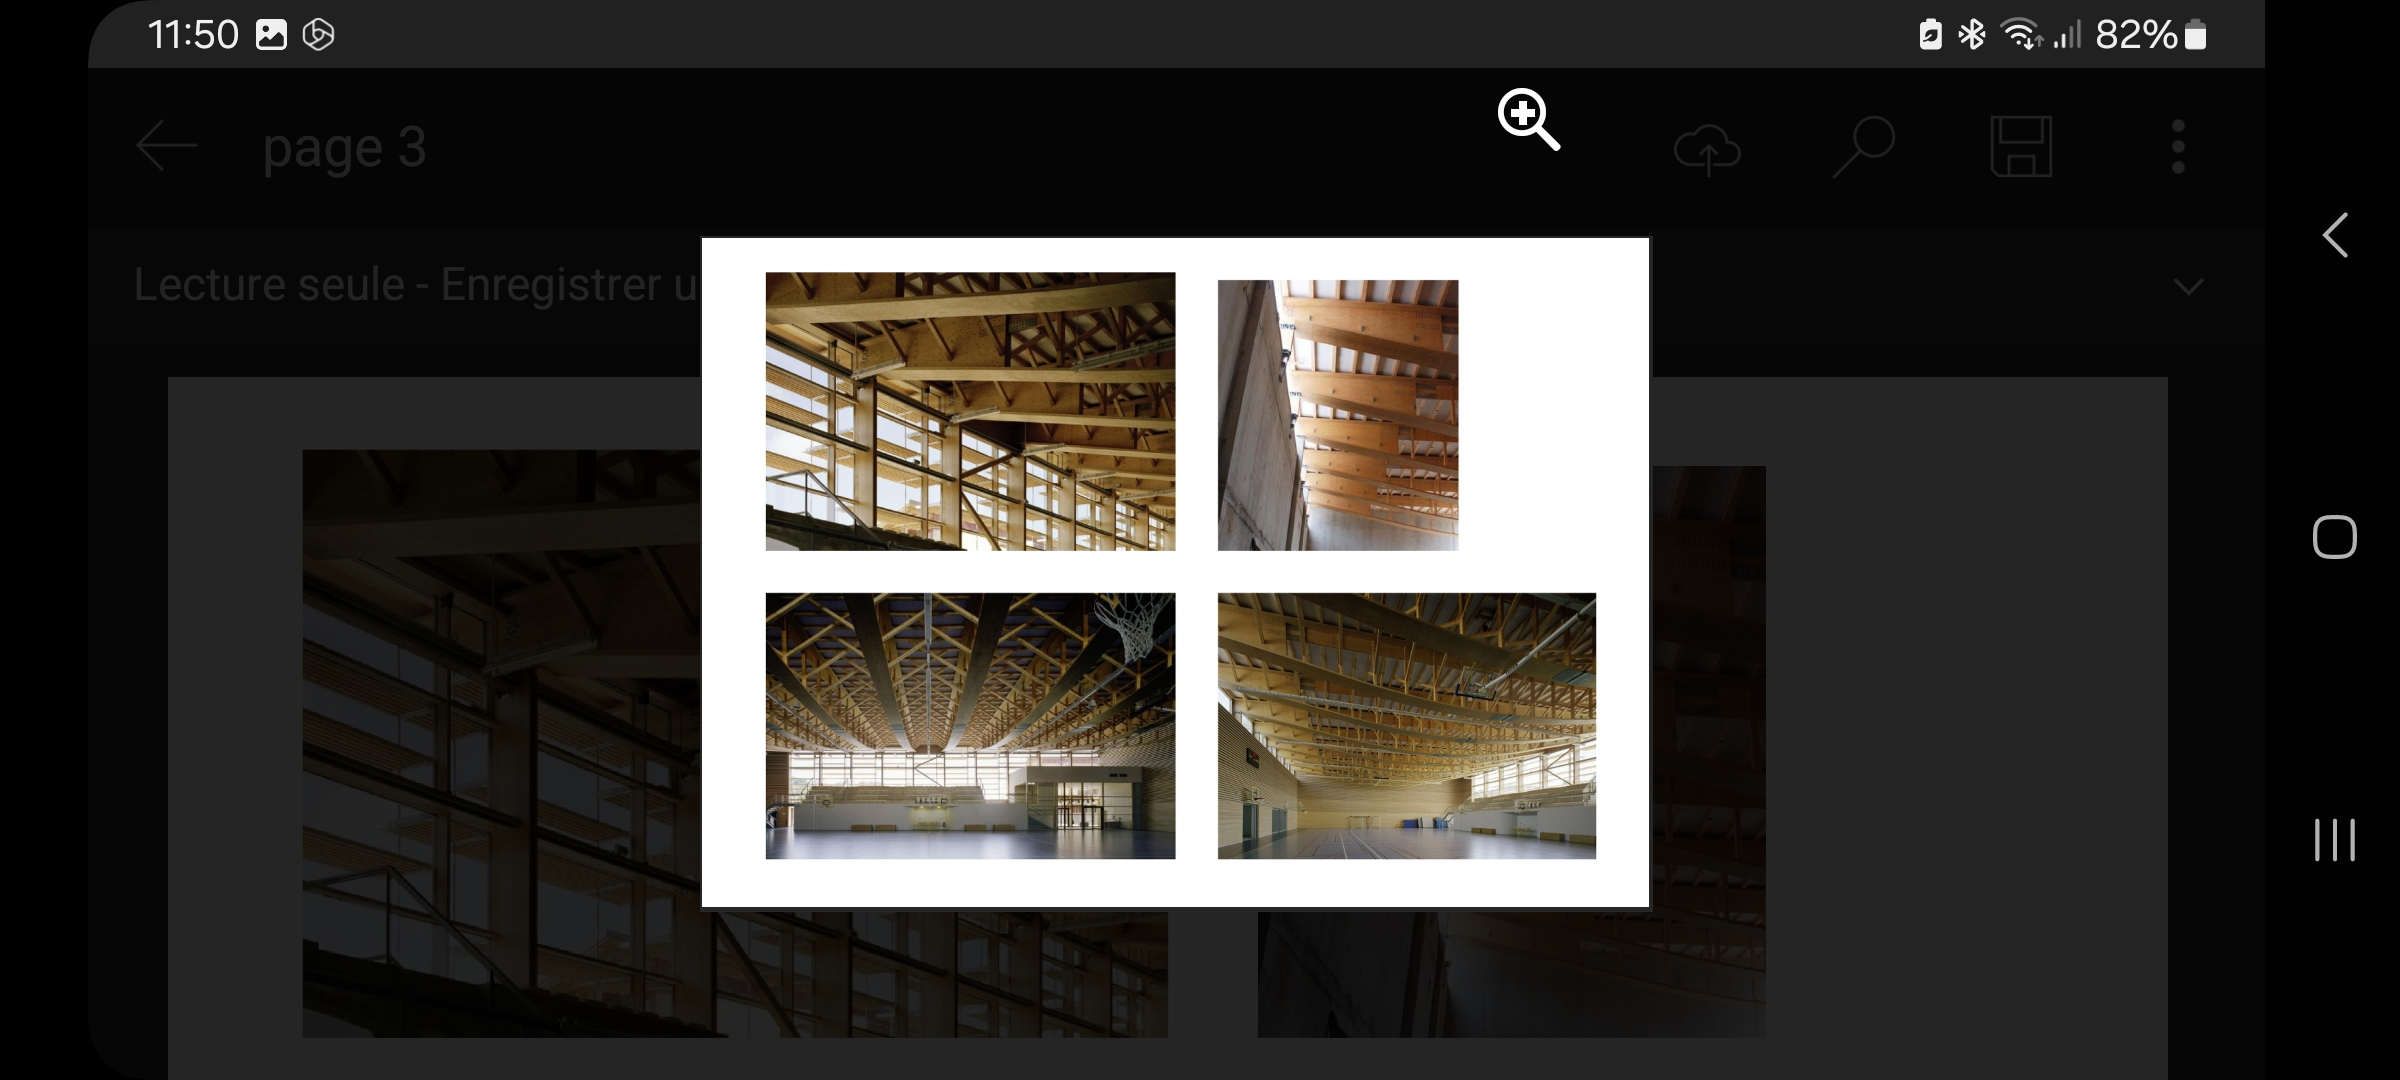 11:50
82%
page 3
Lecture seule - Enregistrer u